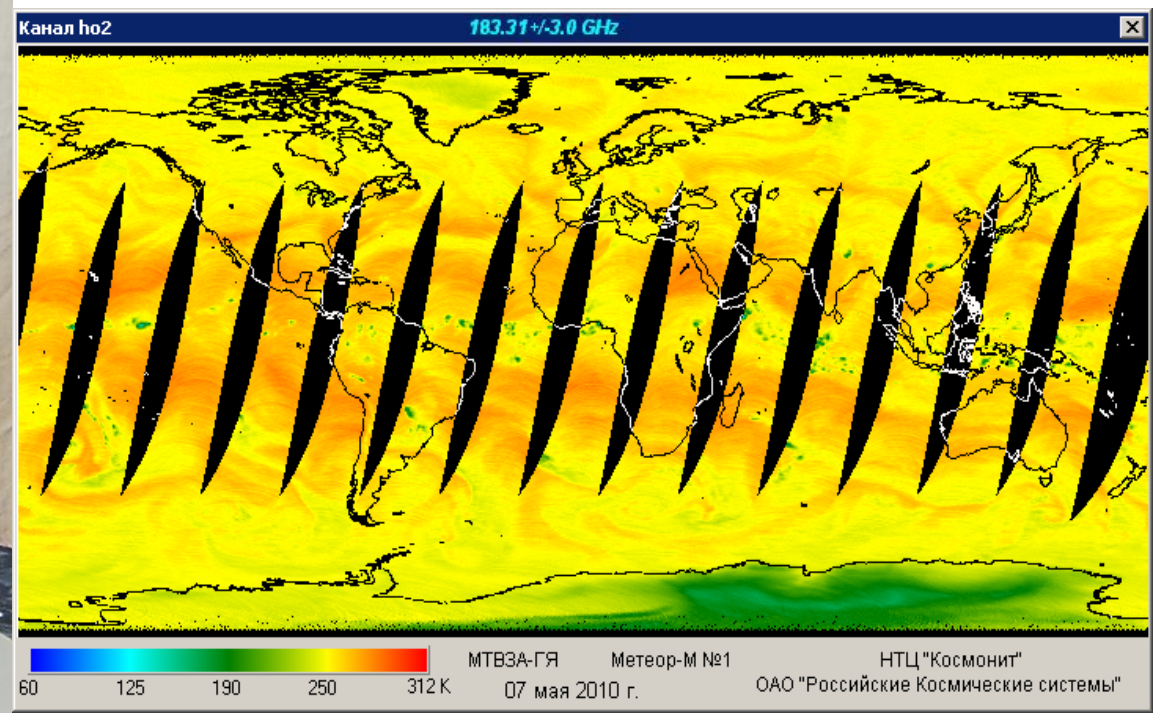 Канал ho2 183.31+/-3.0 GHz
60 125 190 250 312 K
МТВЗА-ГЯ Метеор-М №1 НТЦ "Космонит"
07 мая 2010 г. ОАО "Российские Космические системы"